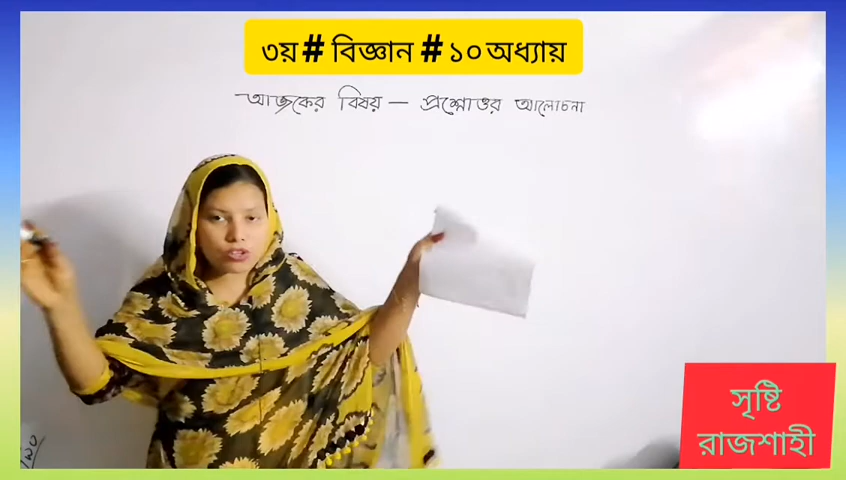 ৩য় # বিজ্ঞান # ১০ অধ্যায়
আজকের বিষয় — প্রশ্নোত্তর আলোচনা
সৃষ্টি
রাজশাহী